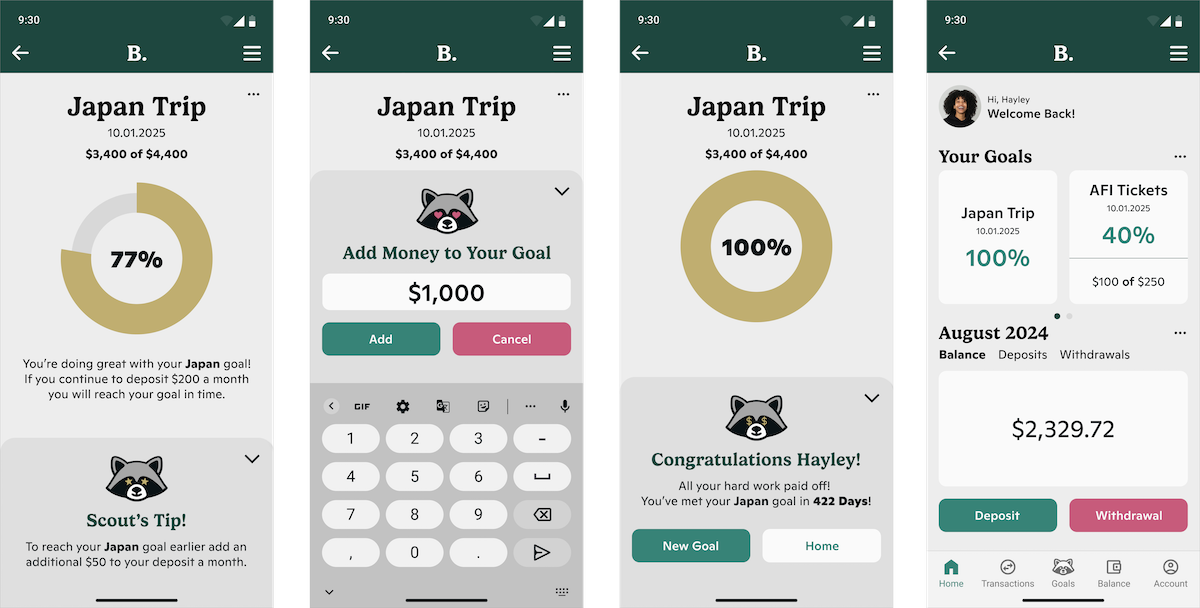 9:30
B.
Japan Trip
10.01.2025
$3,400 of $4,400
77%
You're doing great with your Japan goal!
If you continue to deposit $200 a month
you will reach your goal in time.
Scout's Tip!
To reach your Japan goal earlier add an
additional $50 to your deposit a month.
9:30
B.
Japan Trip
10.01.2025
$3,400 of $4,400
Add Money to Your Goal
$1,000
Add
Cancel
GIF
1
2
3
-
4
5
6
7
8
9
,
0
.
9:30
B.
Japan Trip
10.01.2025
$3,400 of $4,400
100%
Congratulations Hayley!
All your hard work paid off!
You've met your Japan goal in 422 Days!
New Goal
Home
9:30
B.
Hi, Hayley
Welcome Back!
Your Goals
Japan Trip
10.01.2025
100%
AFI Tickets
10.01.2025
40%
$100 of $250
August 2024
Balance Deposits Withdrawals
$2,329.72
Deposit
Withdrawal
Home Transactions Goals Balance Account